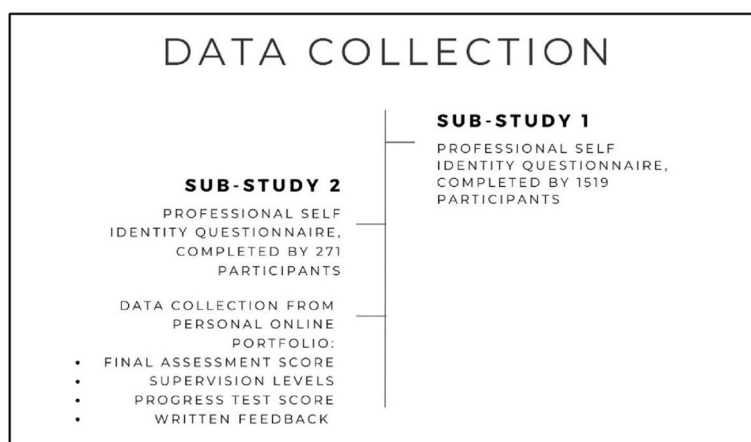 DATA COLLECTION
SUB-STUDY 1
PROFESSIONAL SELF
IDENTITY QUESTIONNAIRE,
COMPLETED BY 1519
PARTICIPANTS
SUB-STUDY 2
PROFESSIONAL SELF
IDENTITY QUESTIONNAIRE,
COMPLETED BY 271
PARTICIPANTS
DATA COLLECTION FROM
PERSONAL ONLINE
PORTFOLIO:
• FINAL ASSESSMENT SCORE
• SUPERVISION LEVELS
• PROGRESS TEST SCORE
• WRITTEN FEEDBACK